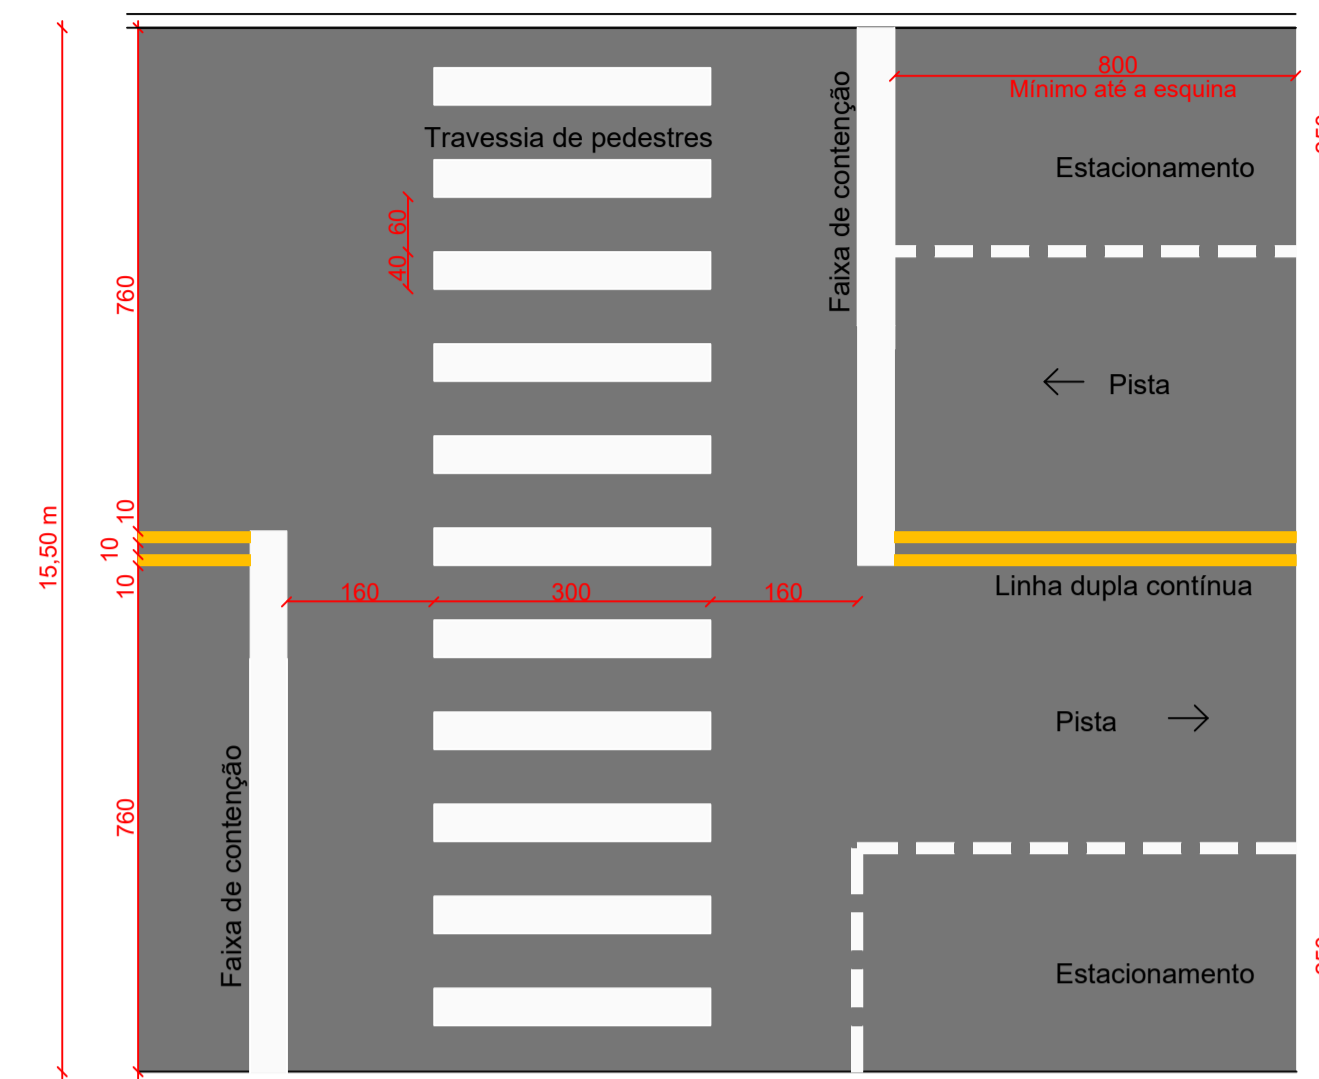 800
Mínimo até a esquina
Travessia de pedestres
Faixa de contenção
Estacionamento
60
40
760
Pista
15,50 m
10
10
10
160
300
160
Linha dupla contínua
Pista
760
Faixa de contenção
Estacionamento